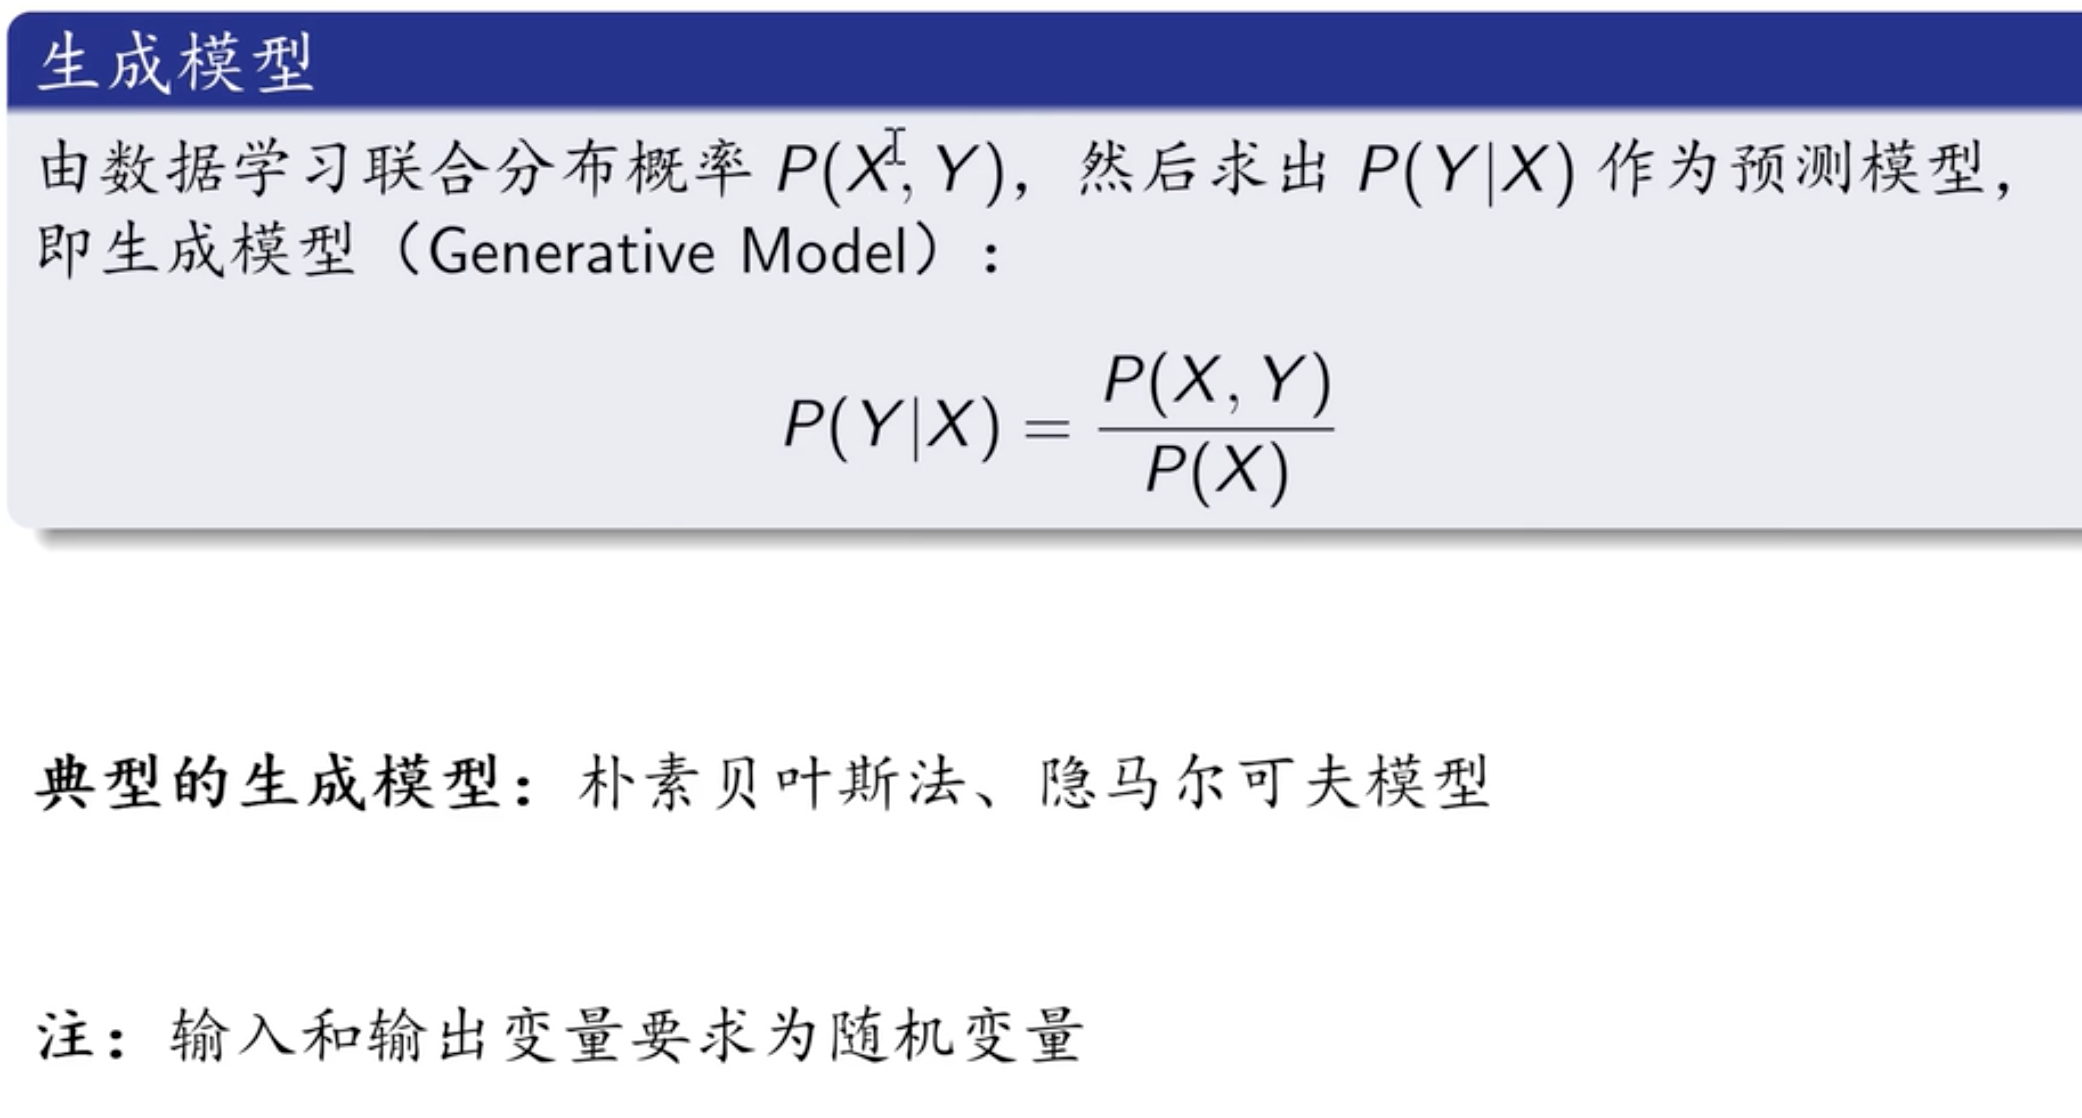 生成模型
由数据学习联合分布概率 P(X, Y)，然后求出 P(Y|X) 作为预测模型，
即生成模型（Generative Model）：
P(Y|X) = P(X, Y) / P(X)
典型的生成模型：朴素贝叶斯法、隐马尔可夫模型
注：输入和输出变量要求为随机变量